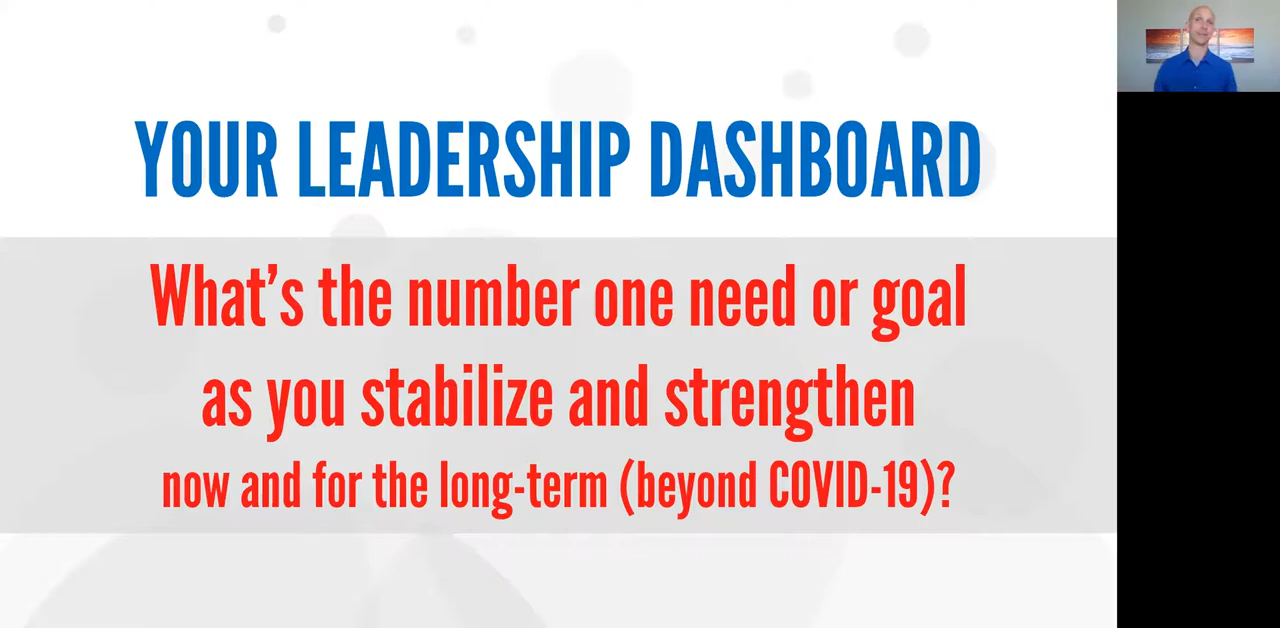 YOUR LEADERSHIP DASHBOARD
What’s the number one need or goal
as you stabilize and strengthen
now and for the long-term (beyond COVID-19)?